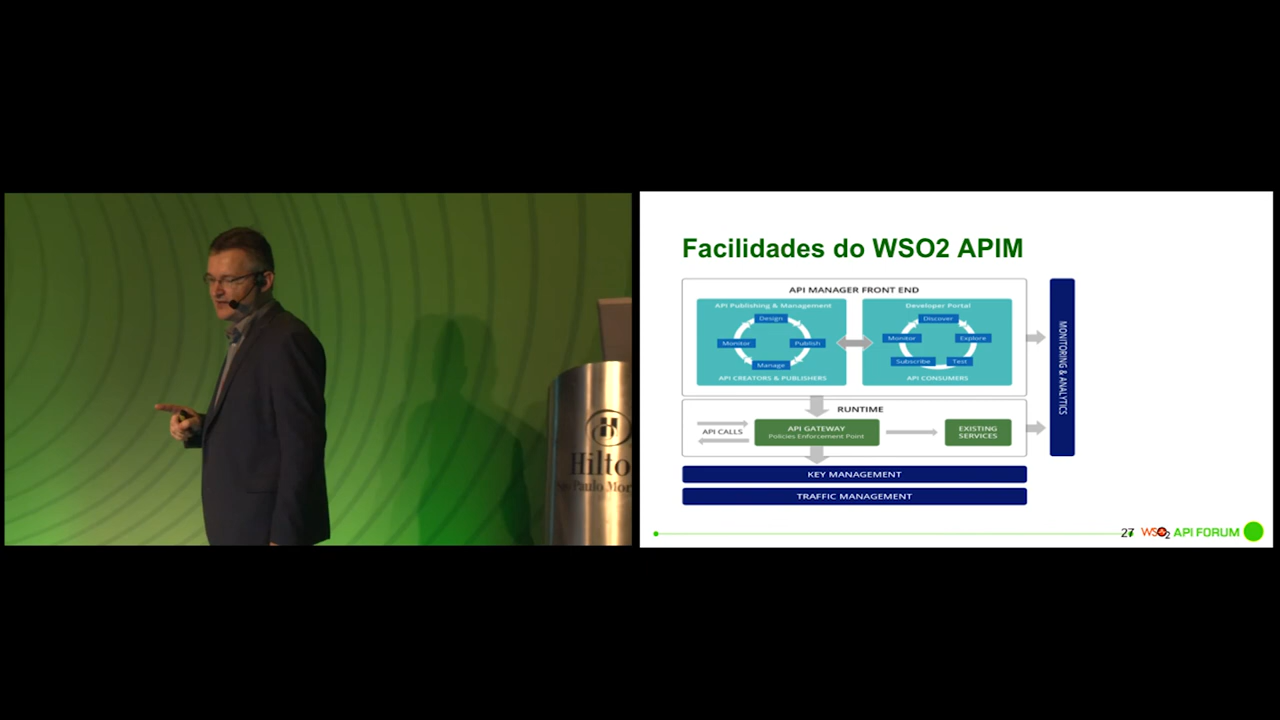 Hilto
Paulo Mor
Facilidades do WSO2 APIM
API MANAGER FRONT END
API Publishing & Management
Design
Monitor
Publish
Manage
API CREATORS & PUBLISHERS
Developer Portal
Discover
Monitor
Explore
Subscribe
Test
API CONSUMERS
MONITORING & ANALYTICS
RUNTIME
API CALLS
API GATEWAY
Policies Enforcement Point
EXISTING
SERVICES
KEY MANAGEMENT
TRAFFIC MANAGEMENT
27
WSO2 API FORUM